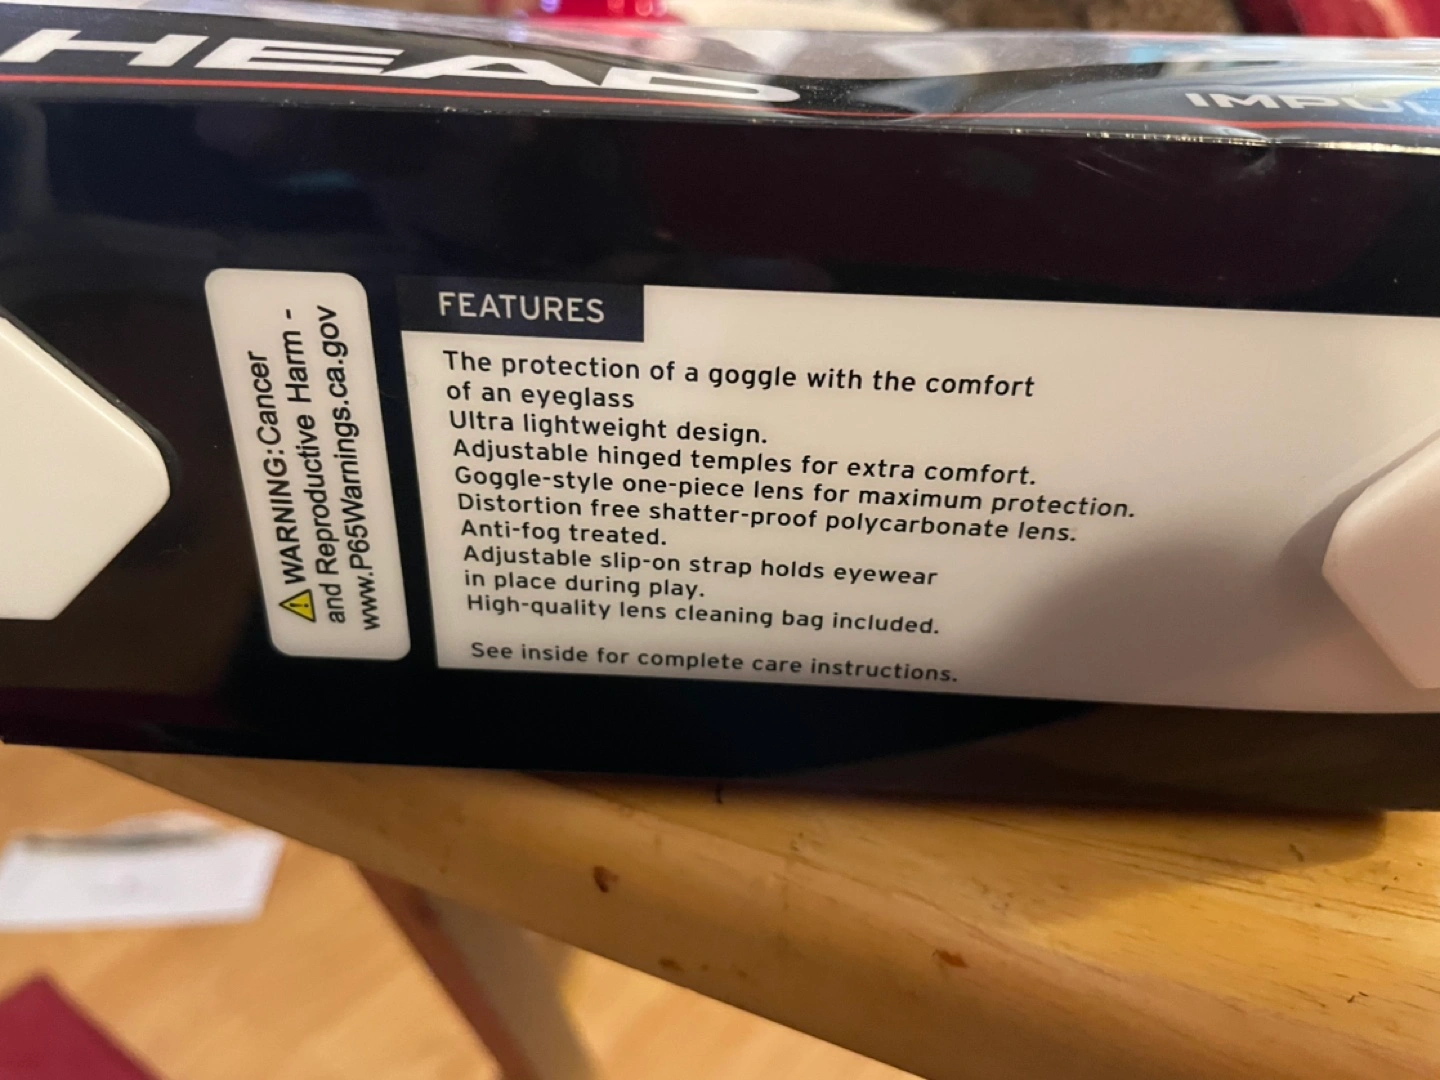 HEAD
⚠ WARNING:Cancer
and Reproductive Harm -
www.P65Warnings.ca.gov
FEATURES
The protection of a goggle with the comfort
of an eyeglass
Ultra lightweight design.
Adjustable hinged temples for extra comfort.
Goggle-style one-piece lens for maximum protection.
Distortion free shatter-proof polycarbonate lens.
Anti-fog treated.
Adjustable slip-on strap holds eyewear
in place during play.
High-quality lens cleaning bag included.
See inside for complete care instructions.